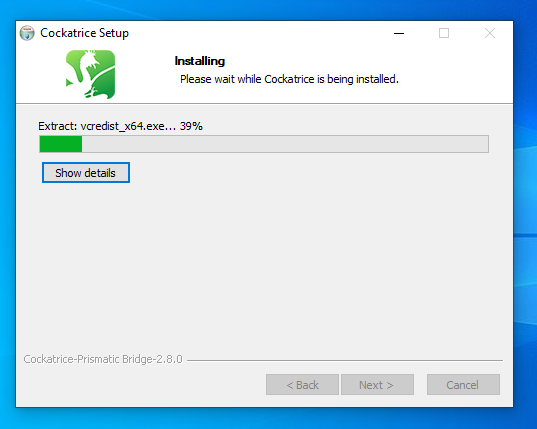 Cockatrice Setup
Installing
Please wait while Cockatrice is being installed.
Extract: vcredist_x64.exe... 39%
Show details
Cockatrice-Prismatic Bridge-2.8.0
< Back
Next >
Cancel